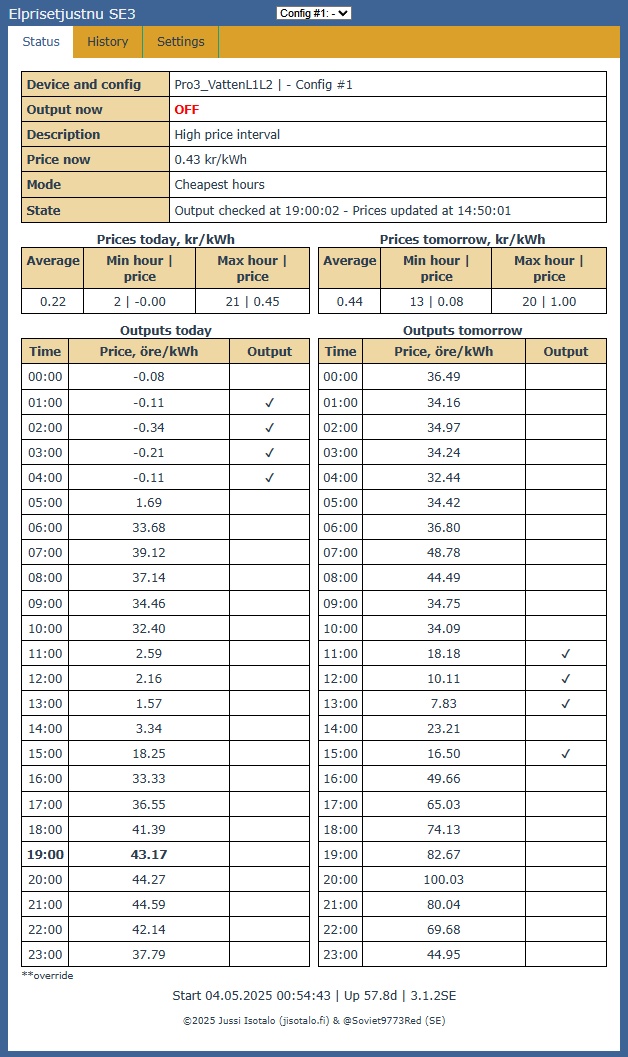 Elprisetjustnu SE3
Config #1: -
Status History Settings
Device and config Pro3_VattenL1L2 | - Config #1
Output now OFF
Description High price interval
Price now 0.43 kr/kWh
Mode Cheapest hours
State Output checked at 19:00:02 - Prices updated at 14:50:01
Prices today, kr/kWh
Average Min hour | price Max hour | price
0.22 2 | -0.00 21 | 0.45
Prices tomorrow, kr/kWh
Average Min hour | price Max hour | price
0.44 13 | 0.08 20 | 1.00
Outputs today
Time Price, öre/kWh Output
00:00 -0.08
01:00 -0.11 ✓
02:00 -0.34 ✓
03:00 -0.21 ✓
04:00 -0.11 ✓
05:00 1.69
06:00 33.68
07:00 39.12
08:00 37.14
09:00 34.46
10:00 32.40
11:00 2.59
12:00 2.16
13:00 1.57
14:00 3.34
15:00 18.25
16:00 33.33
17:00 36.55
18:00 41.39
19:00 43.17
20:00 44.27
21:00 44.59
22:00 42.14
23:00 37.79
Outputs tomorrow
Time Price, öre/kWh Output
00:00 36.49
01:00 34.16
02:00 34.97
03:00 34.24
04:00 32.44
05:00 34.42
06:00 36.80
07:00 48.78
08:00 44.49
09:00 34.75
10:00 34.09
11:00 18.18 ✓
12:00 10.11 ✓
13:00 7.83 ✓
14:00 23.21
15:00 16.50 ✓
16:00 49.66
17:00 65.03
18:00 74.13
19:00 82.67
20:00 100.03
21:00 80.04
22:00 69.68
23:00 44.95
**override
Start 04.05.2025 00:54:43 | Up 57.8d | 3.1.2SE
©2025 Jussi Isotalo (jisotalo.fi) & @Soviet9773Red (SE)